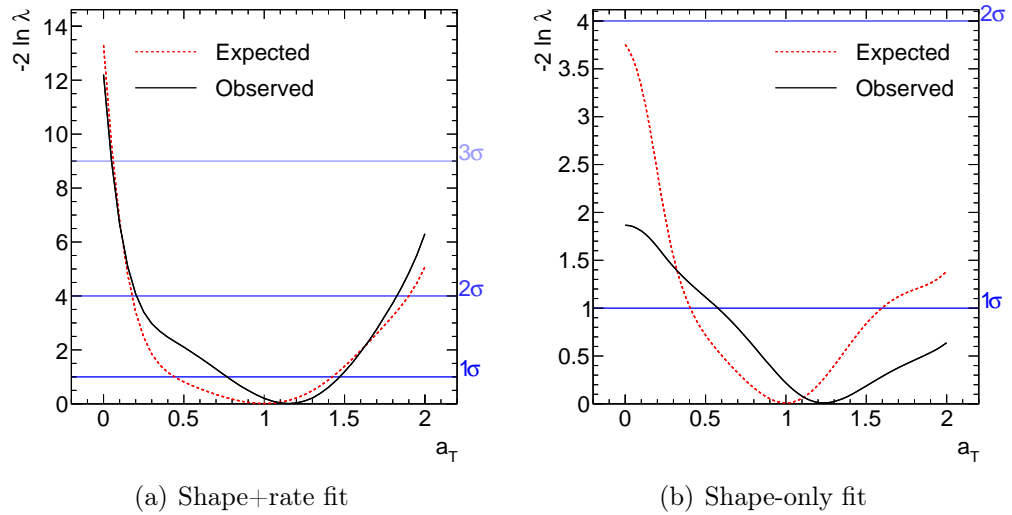 -2 ln λ
14
12
10
8
6
4
2
0
Expected
Observed
3σ
2σ
1σ
0 0.5 1 1.5 2
a_T
(a) Shape+rate fit
-2 ln λ
4
3.5
3
2.5
2
1.5
1
0.5
0
Expected
Observed
2σ
1σ
0 0.5 1 1.5 2
a_T
(b) Shape-only fit